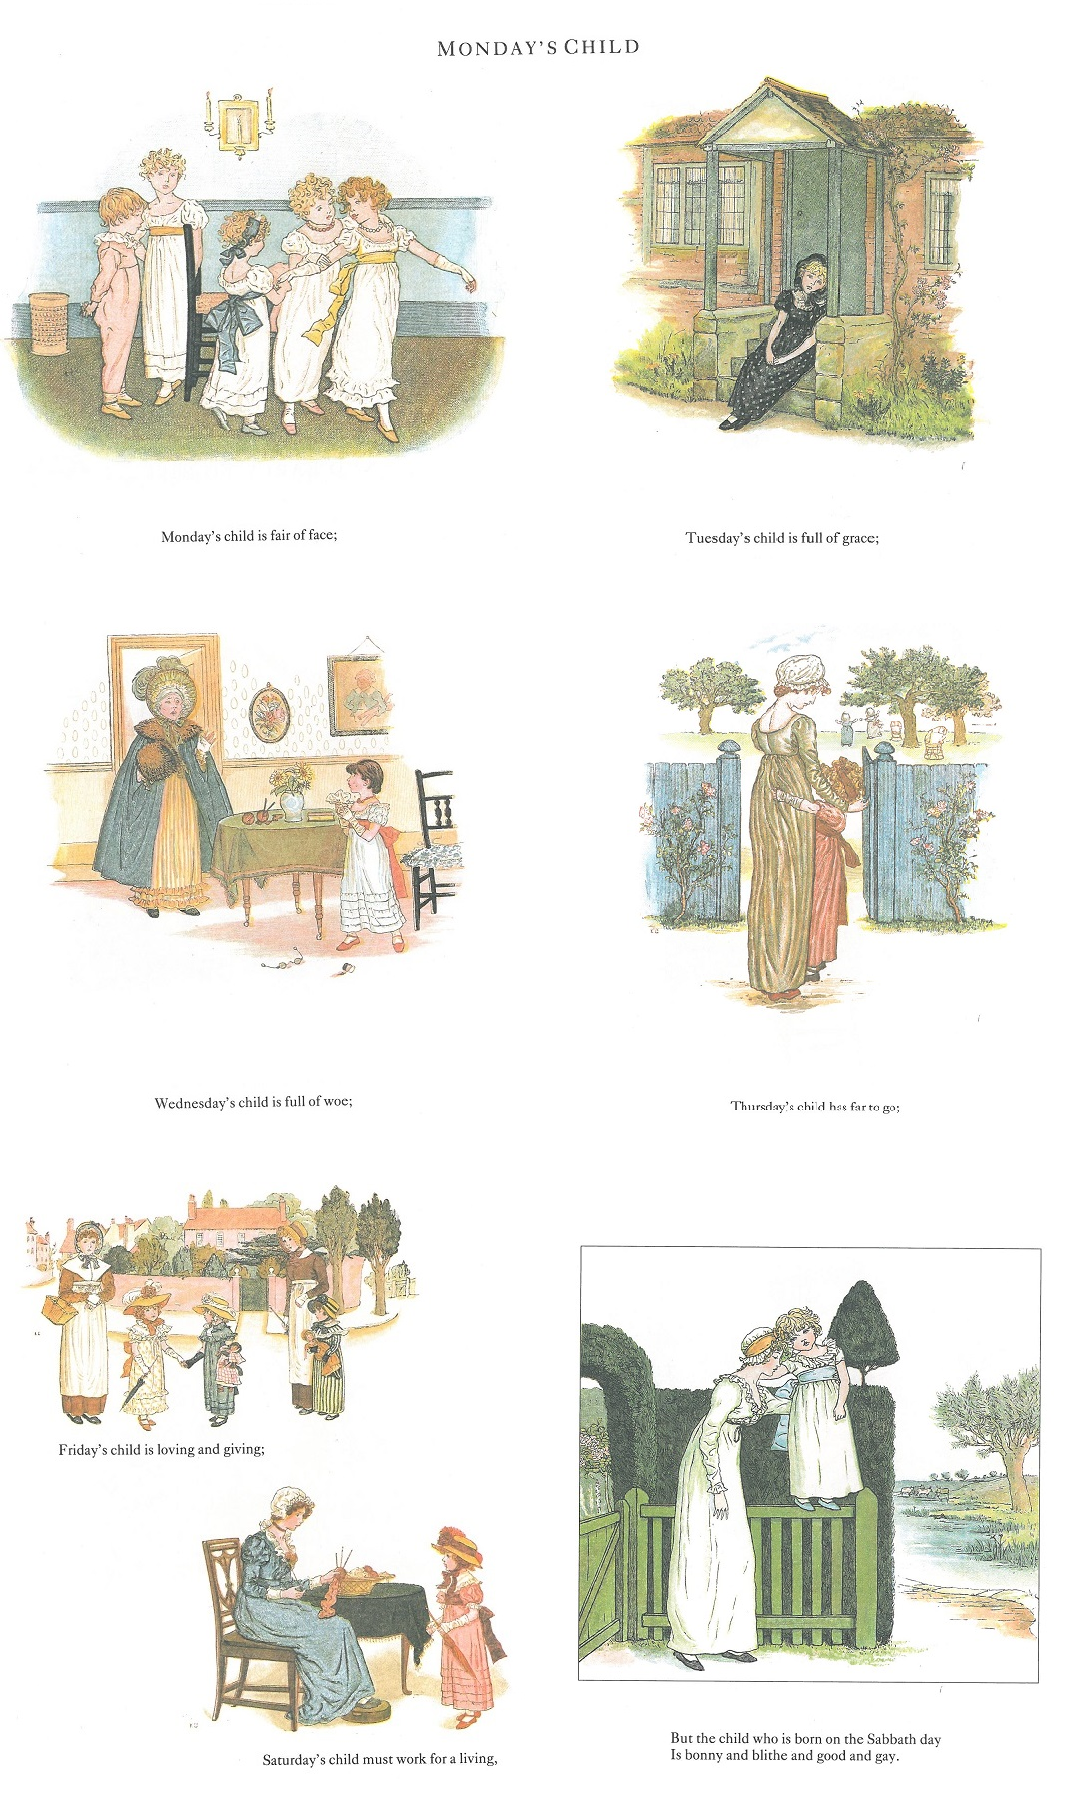 MONDAY'S CHILD
Monday's child is fair of face;
Tuesday's child is full of grace;
Wednesday's child is full of woe;
Thursday's child has far to go;
Friday's child is loving and giving;
Saturday's child must work for a living,
But the child who is born on the Sabbath day
Is bonny and blithe and good and gay.